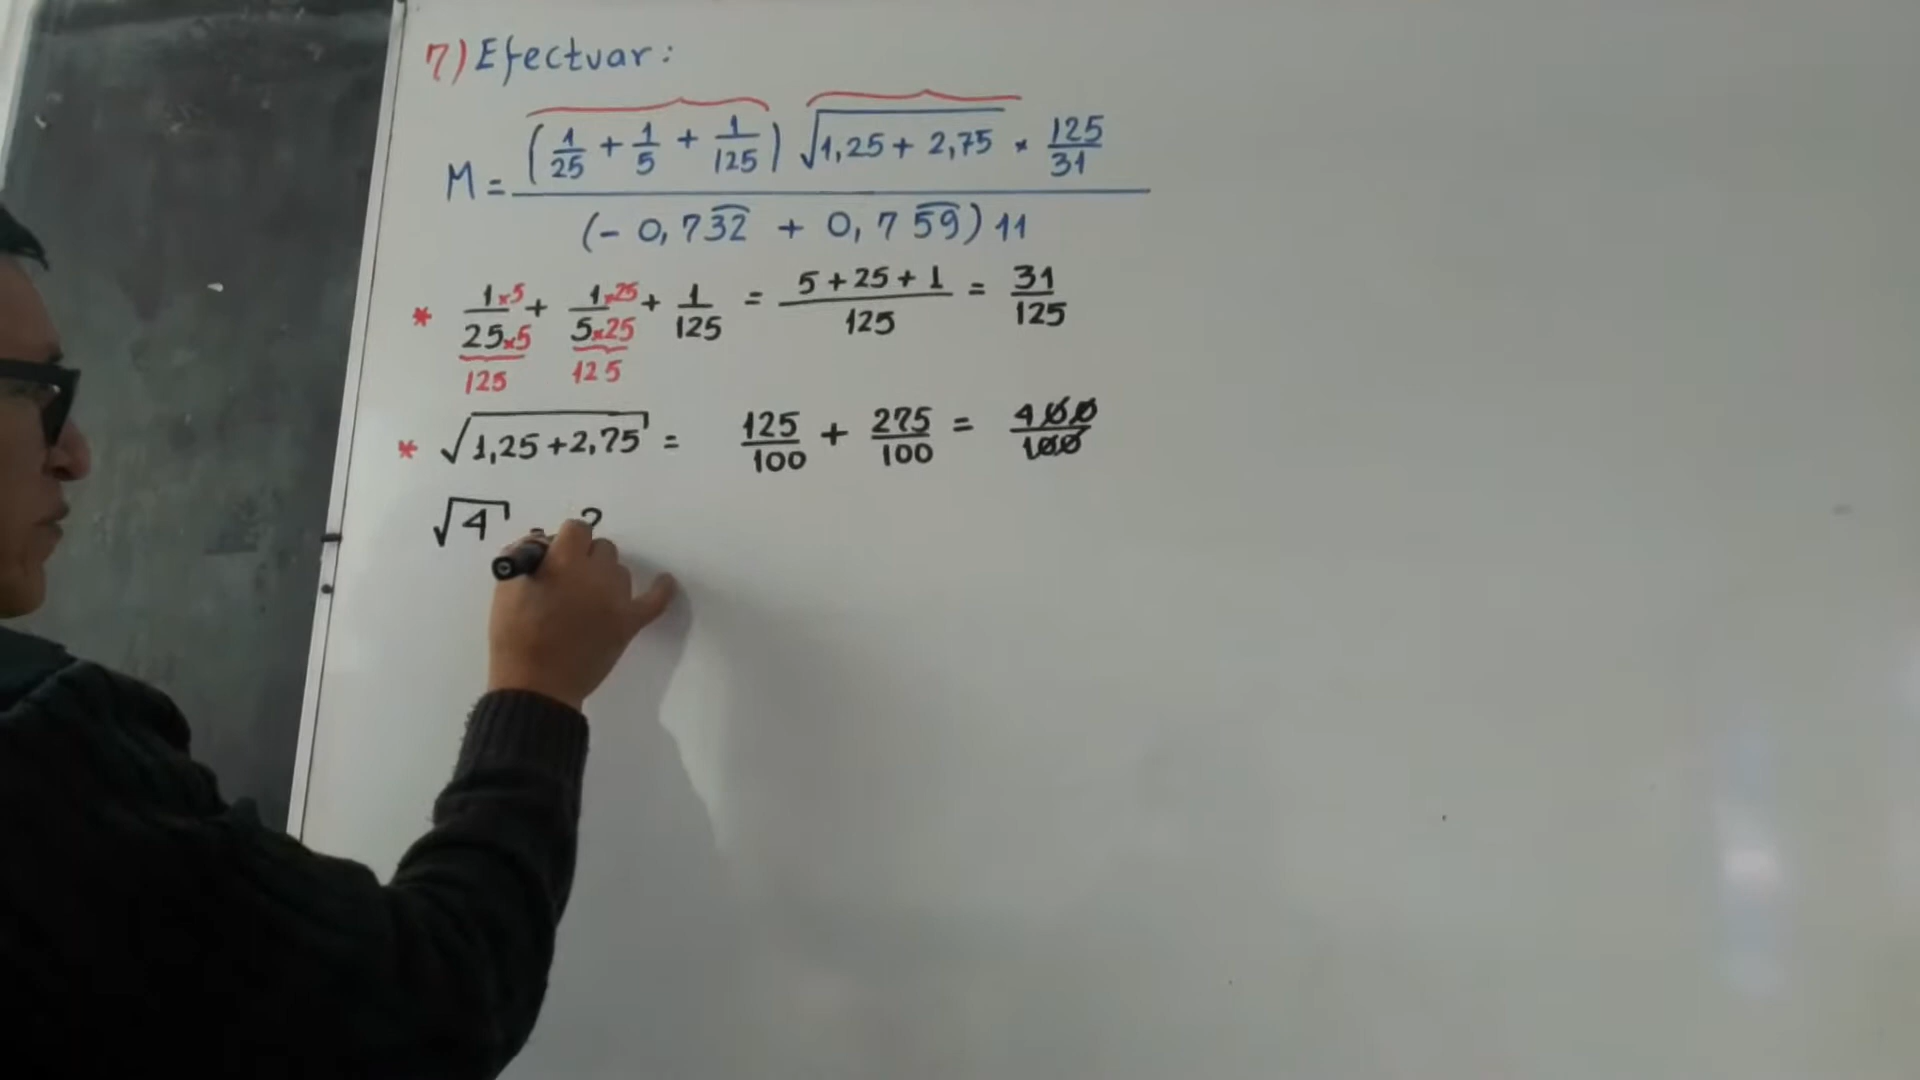 7) Efectuar:
M = (1/25 + 1/5 + 1/125) √1,25 + 2,75 × 125/31
(- 0,732 + 0,759) 11
* 1×5/25×5 + 1×25/5×25 + 1/125 = 5+25+1/125 = 31/125
125 125
* √1,25+2,75 = 125/100 + 275/100 = 400/100
√4 = 2